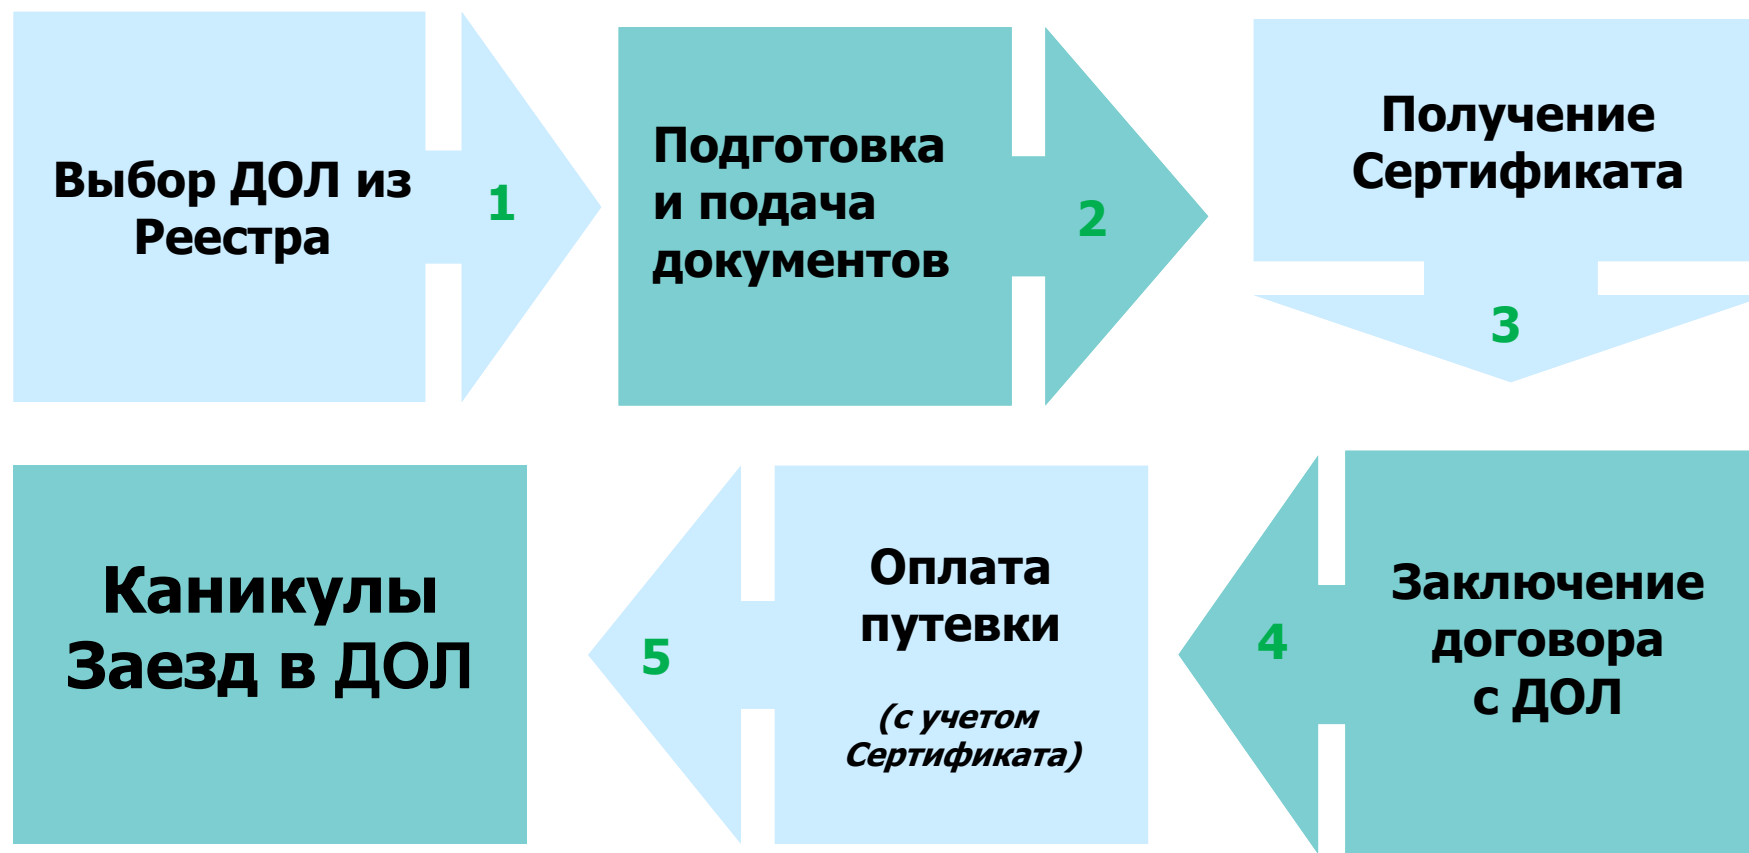 Выбор ДОЛ из
Реестра
1
Подготовка
и подача
документов
2
Получение
Сертификата
3
Заключение
договора
с ДОЛ
4
Оплата
путевки
(с учетом
Сертификата)
5
Каникулы
Заезд в ДОЛ